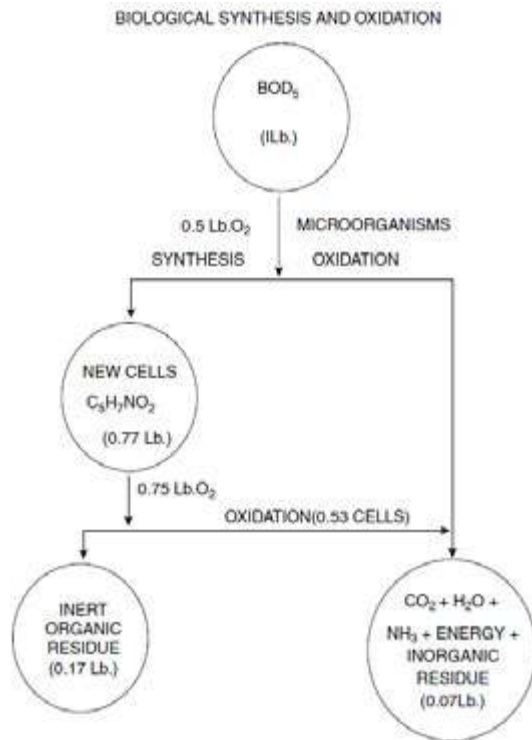 BIOLOGICAL SYNTHESIS AND OXIDATION
BOD₅
(ILb.)
0.5 Lb.O₂ MICROORGANISMS
SYNTHESIS OXIDATION
NEW CELLS
C₅H₇NO₂
(0.77 Lb.)
0.75 Lb.O₂
OXIDATION(0.53 CELLS)
INERT
ORGANIC
RESIDUE
(0.17 Lb.)
CO₂ + H₂O +
NH₃ + ENERGY +
INORGANIC
RESIDUE
(0.07Lb.)